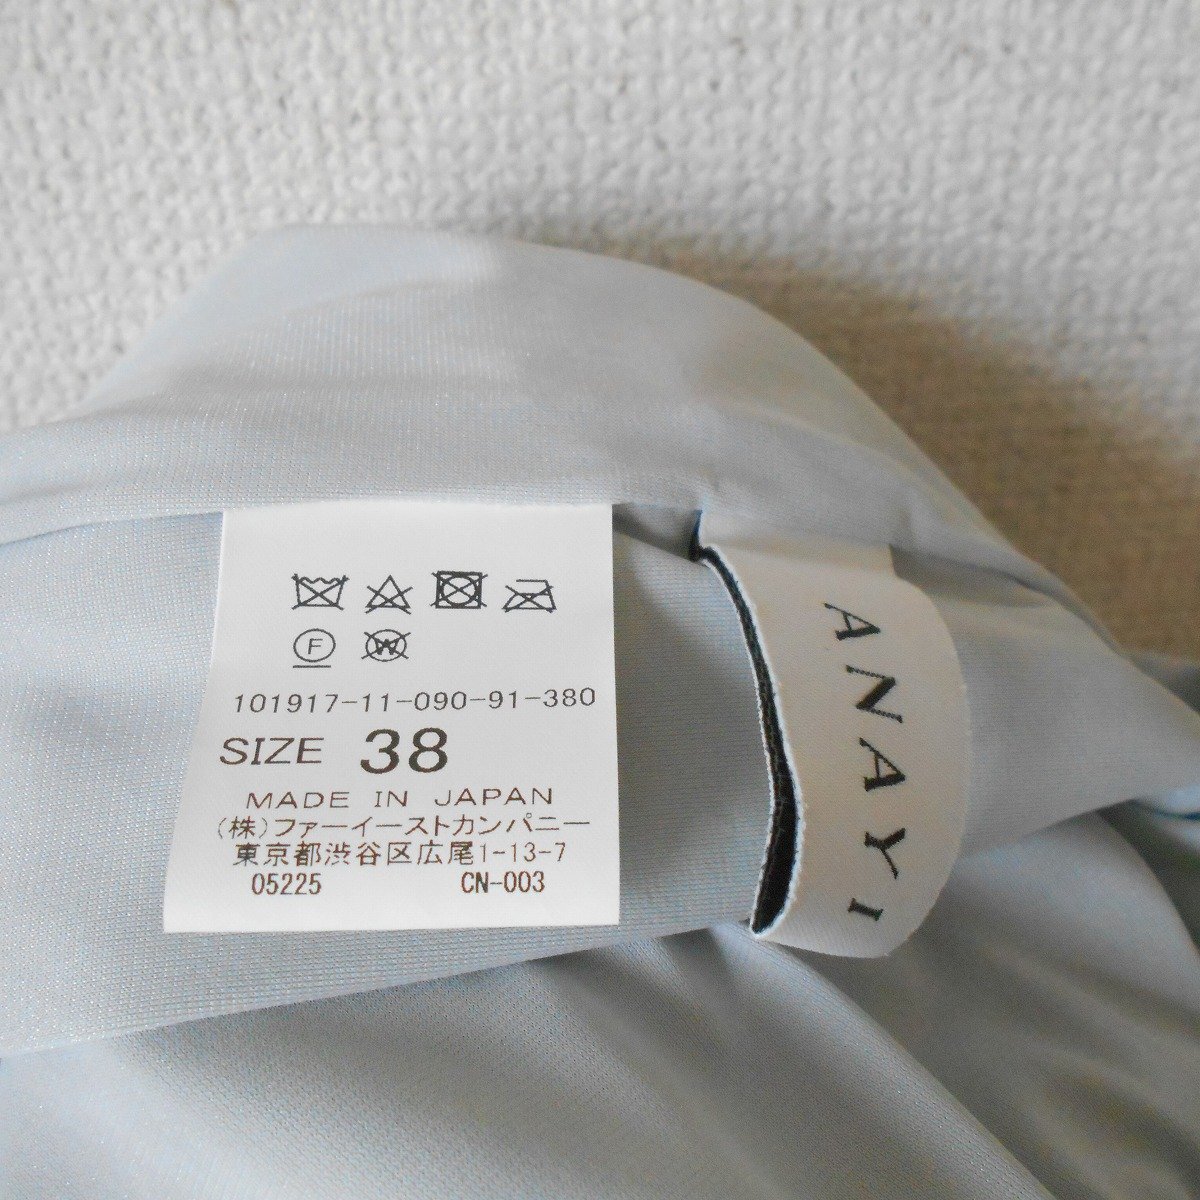 F
W
101917-11-090-91-380
SIZE 38
MADE IN JAPAN
(株)ファーイーストカンパニー
東京都渋谷区広尾1-13-7
05225 CN-003
ANAYI